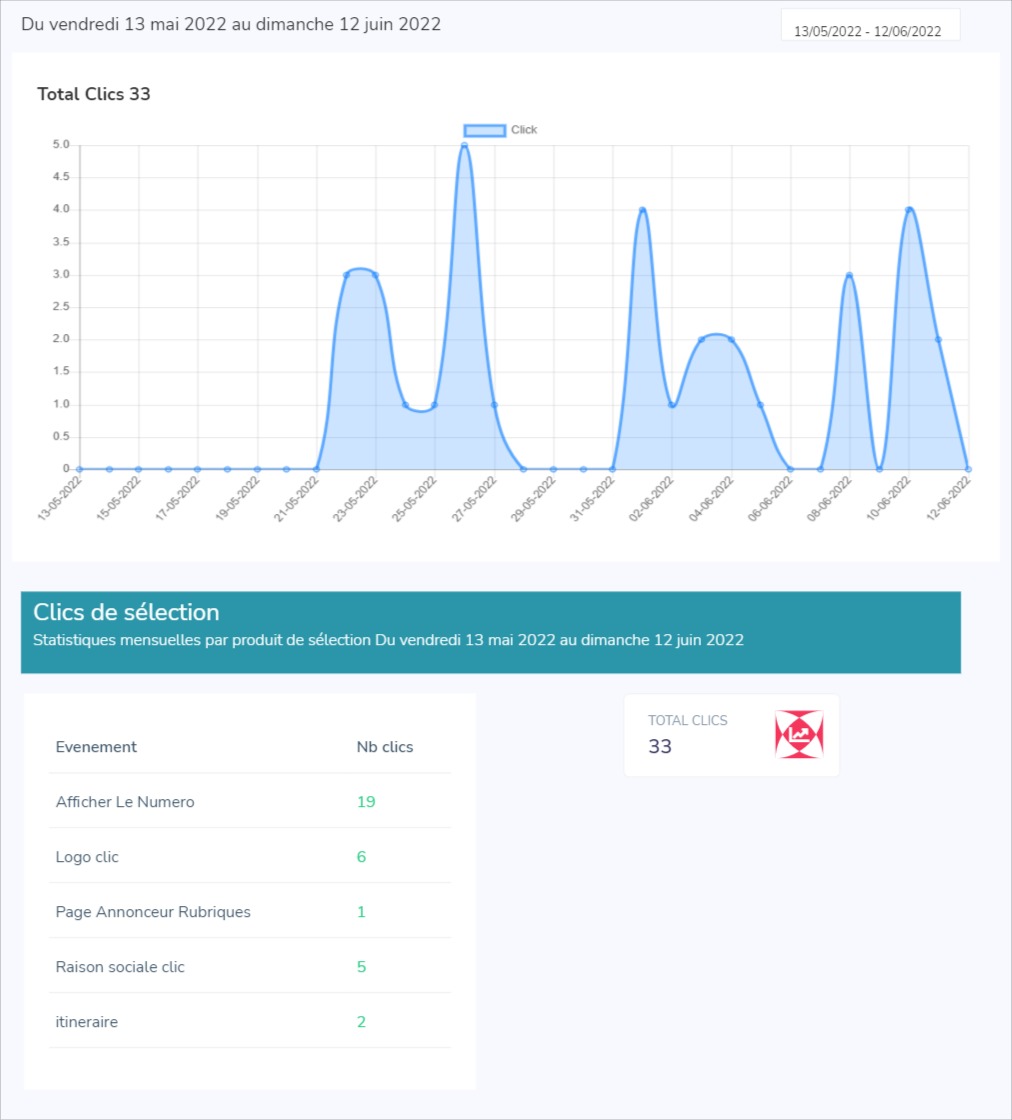 Du vendredi 13 mai 2022 au dimanche 12 juin 2022
13/05/2022 - 12/06/2022
Total Clics 33
Click
5.0
4.5
4.0
3.5
3.0
2.5
2.0
1.5
1.0
0.5
0
13-05-2022
15-05-2022
17-05-2022
19-05-2022
21-05-2022
23-05-2022
25-05-2022
27-05-2022
29-05-2022
31-05-2022
02-06-2022
04-06-2022
06-06-2022
08-06-2022
10-06-2022
12-06-2022
Clics de sélection
Statistiques mensuelles par produit de sélection Du vendredi 13 mai 2022 au dimanche 12 juin 2022
TOTAL CLICS
33
Evenement Nb clics
Afficher Le Numero 19
Logo clic 6
Page Annonceur Rubriques 1
Raison sociale clic 5
itineraire 2